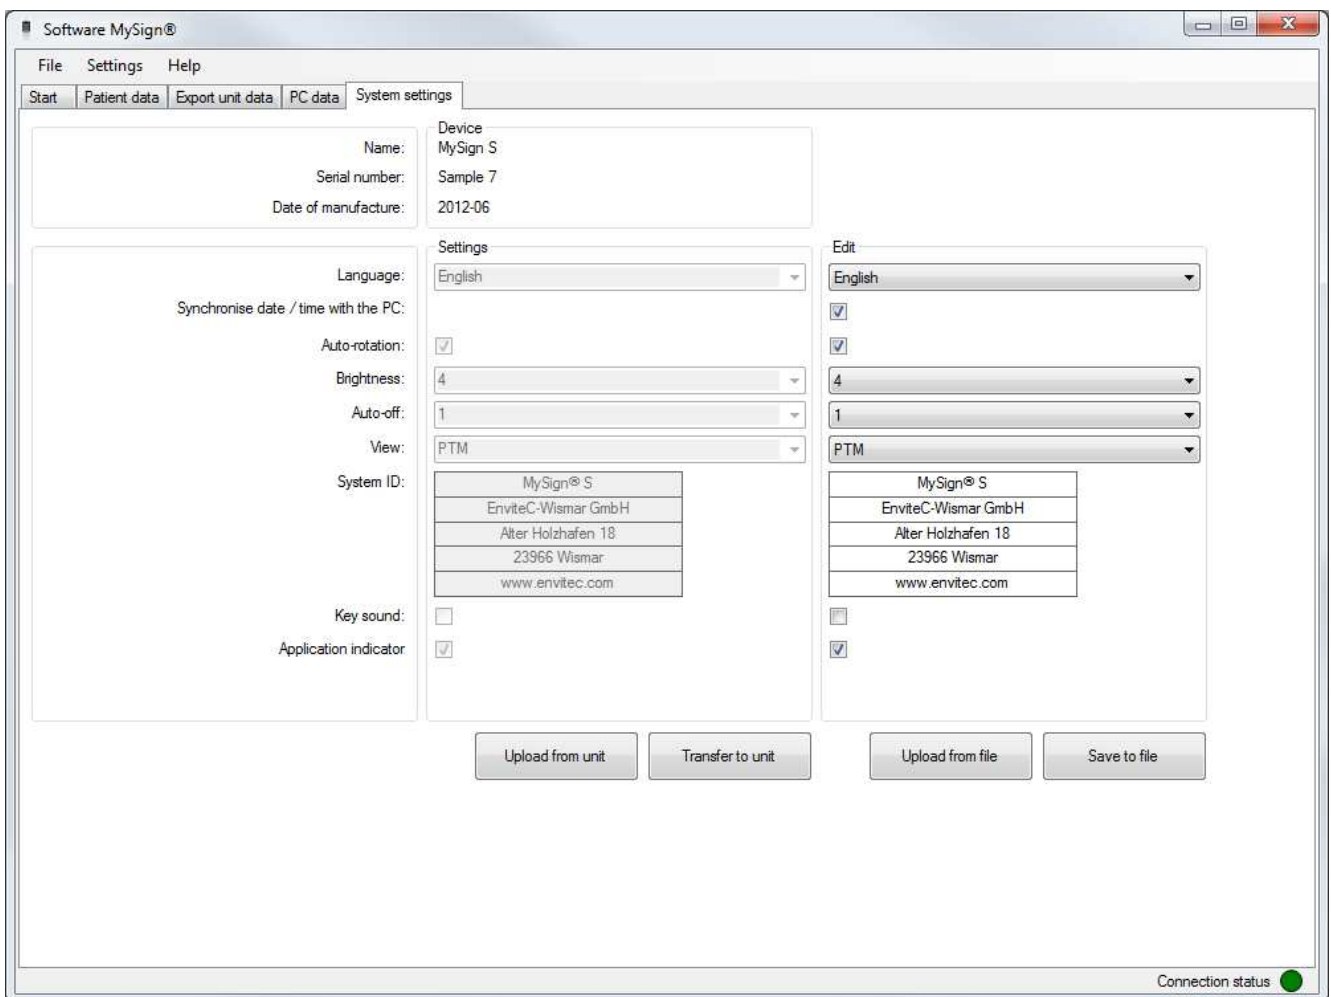 Software MySign®
File Settings Help
Start Patient data Export unit data PC data System settings
Device
Name: MySign S
Serial number: Sample 7
Date of manufacture: 2012-06
Settings Edit
Language: English English
Synchronise date / time with the PC:
Auto-rotation:
Brightness: 4 4
Auto-off: 1 1
View: PTM PTM
System ID: MySign® S MySign® S
EnviteC-Wismar GmbH EnviteC-Wismar GmbH
Alter Holzhafen 18 Alter Holzhafen 18
23966 Wismar 23966 Wismar
www.envitec.com www.envitec.com
Key sound:
Application indicator
Upload from unit Transfer to unit Upload from file Save to file
Connection status